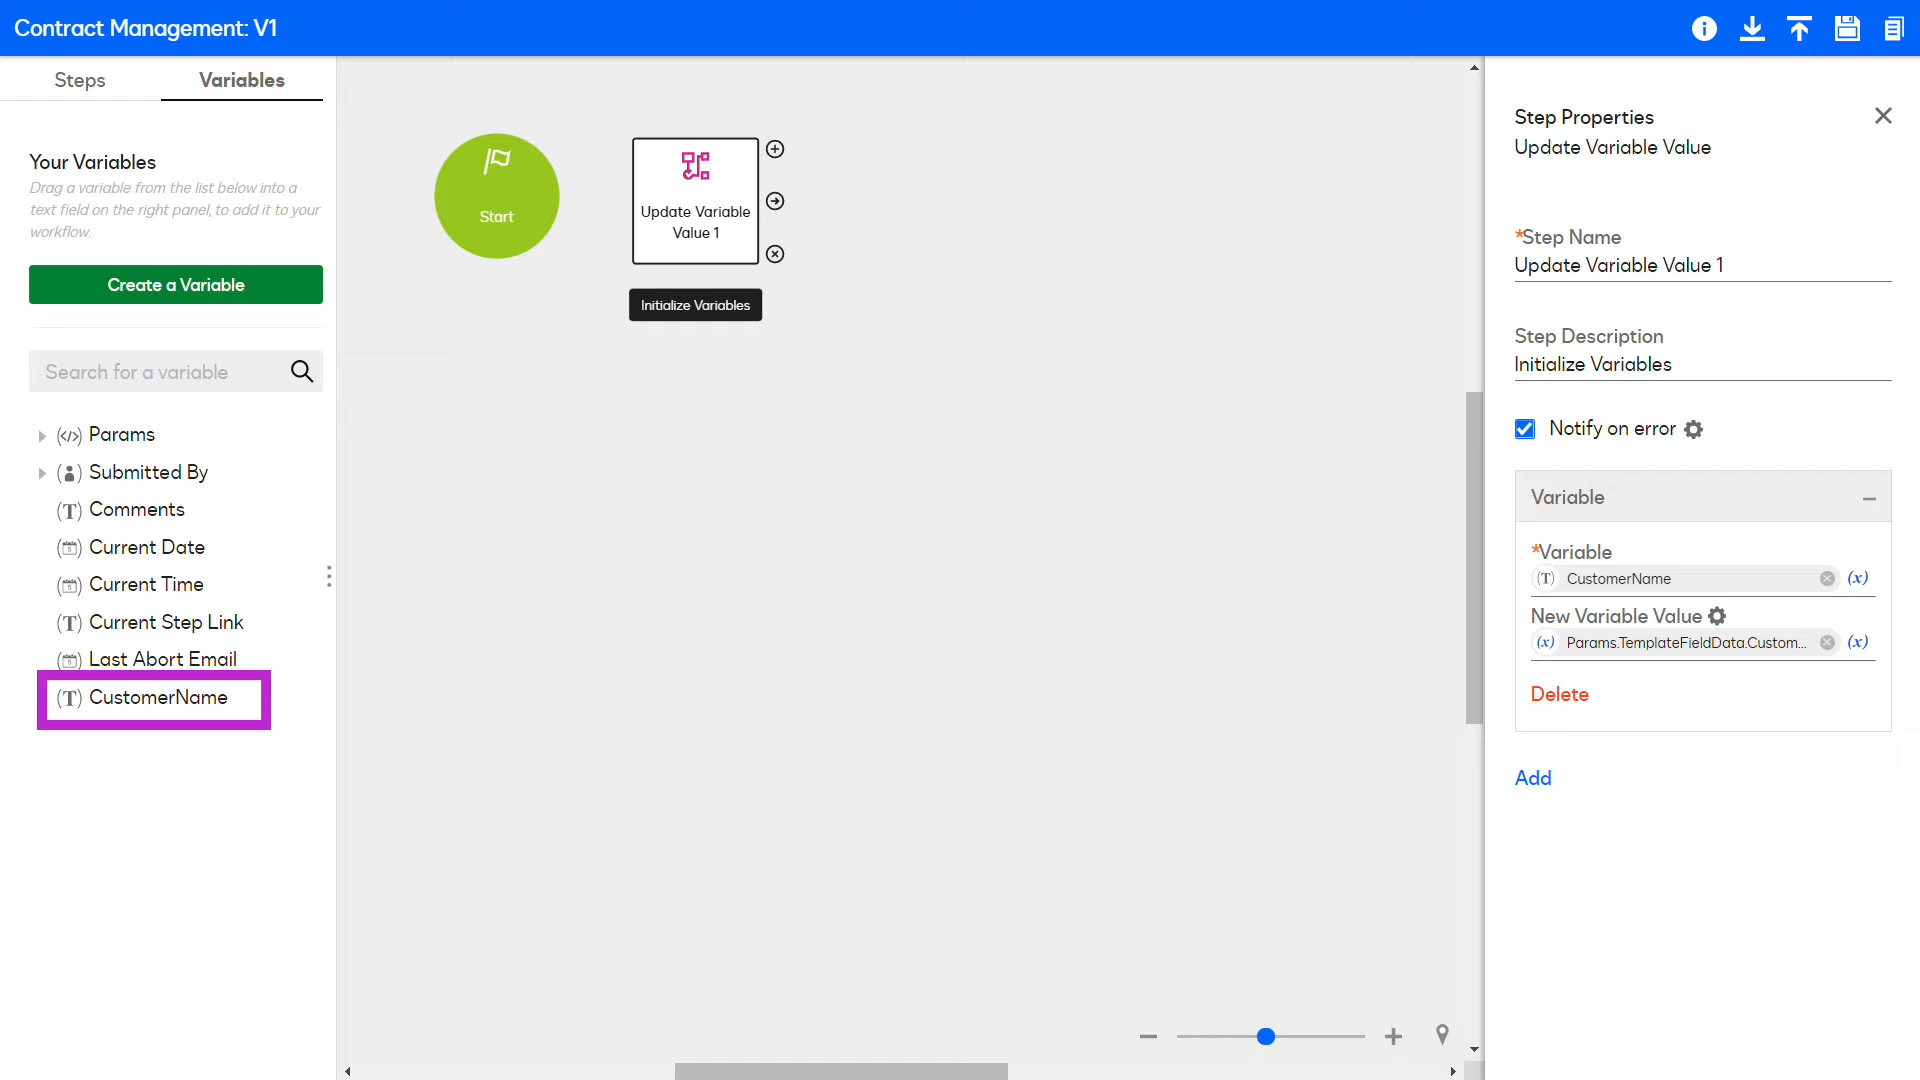 Contract Management: V1
Steps
Variables
Your Variables
Drag a variable from the list below into a
text field on the right panel, to add it to your
workflow.
Create a Variable
Search for a variable
(</>) Params
Submitted By
(T) Comments
Current Date
Current Time
(T) Current Step Link
Last Abort Email
(T) CustomerName
Start
Update Variable
Value 1
Initialize Variables
Step Properties
Update Variable Value
*Step Name
Update Variable Value 1
Step Description
Initialize Variables
Notify on error
Variable
*Variable
(T) CustomerName (x)
New Variable Value
(x) Params.TemplateFieldData.Custom... (x)
Delete
Add